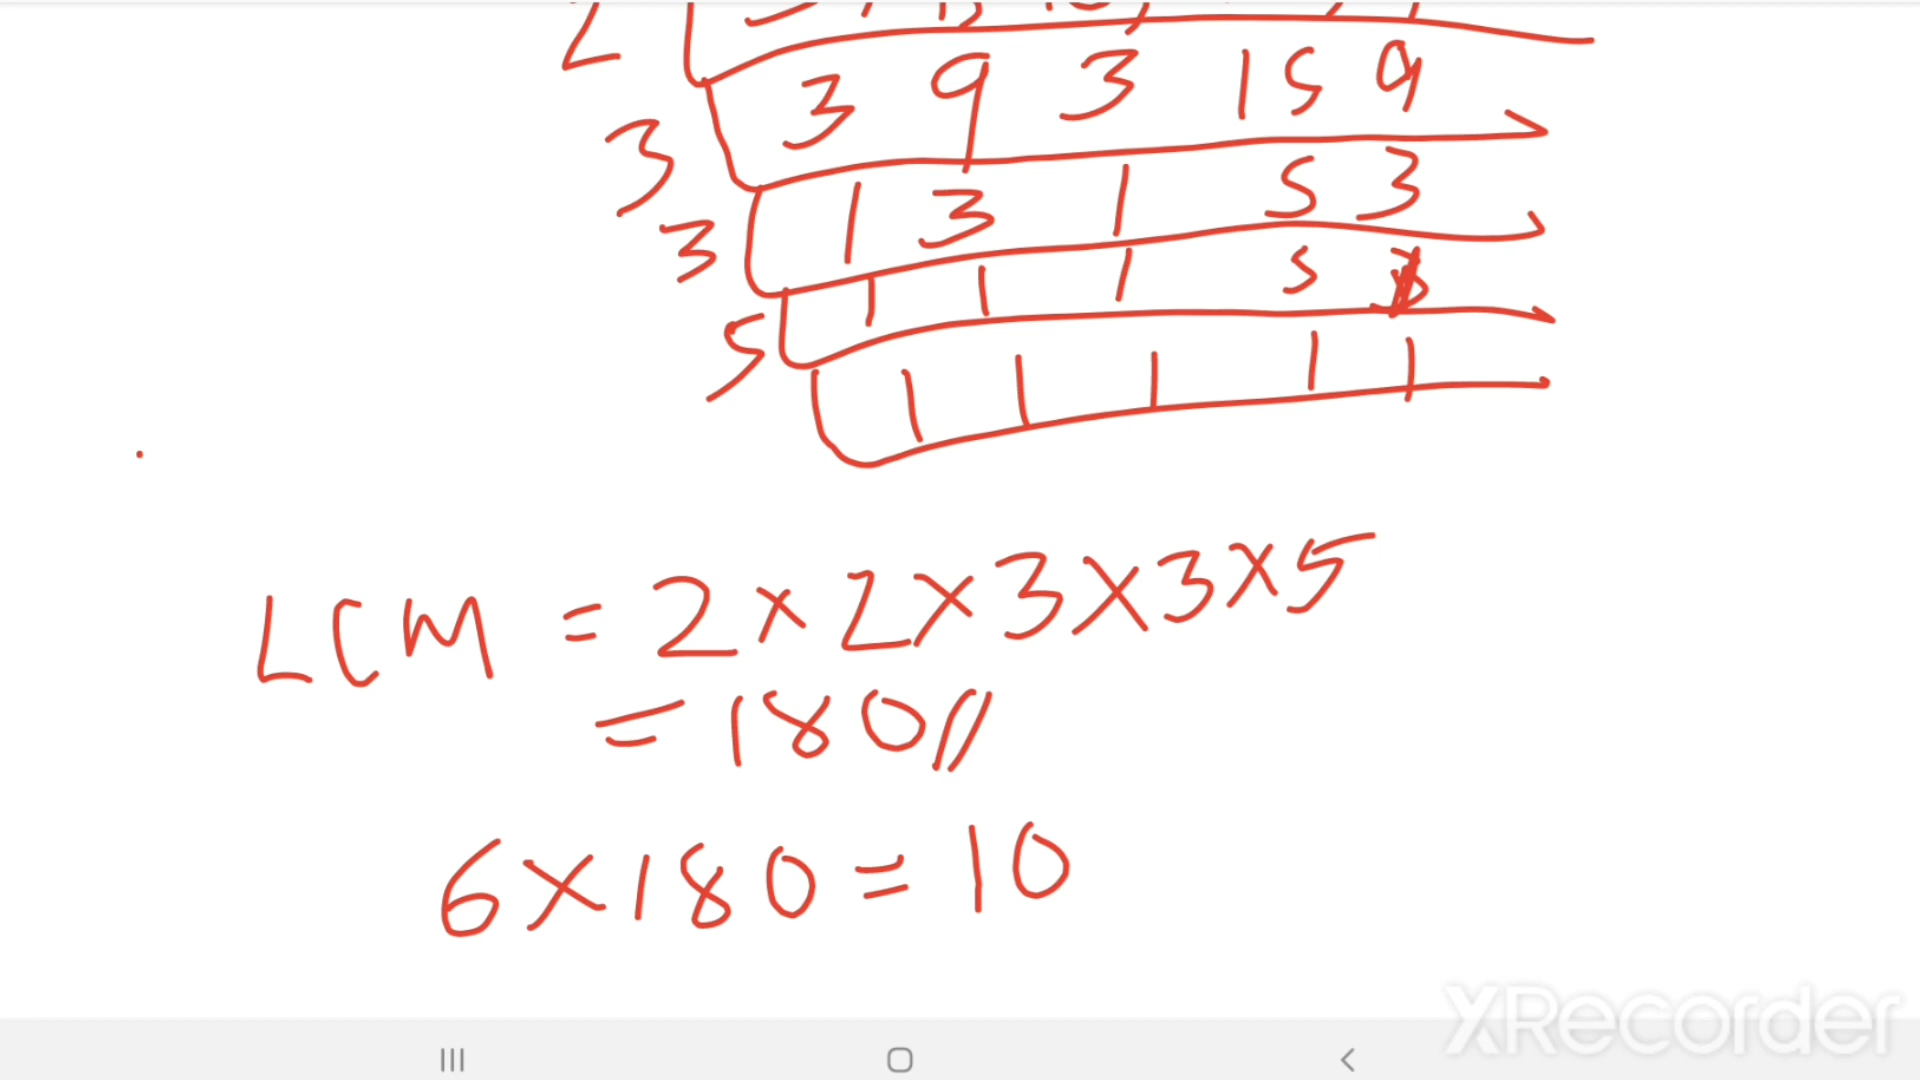 2
3 9 3 15 9
3
1 3 1 5 3
3
1 1 1 5
5
1 1 1 1 1
LCM = 2×2×3×3×5
= 180//
6×180=10
XRecorder